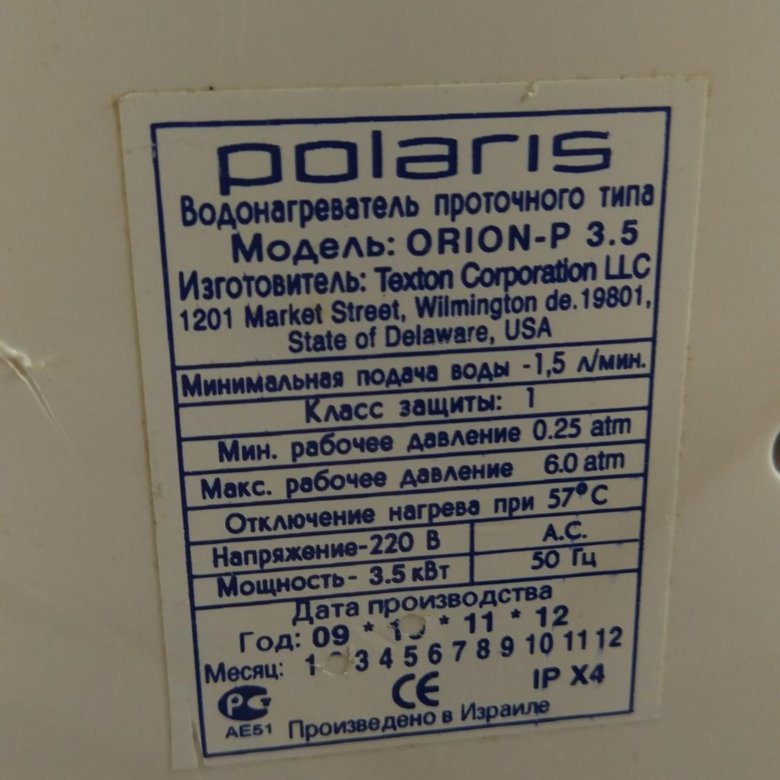 polaris
Водонагреватель проточного типа
Модель: ORION-P 3.5
Изготовитель: Texton Corporation LLC
1201 Market Street, Wilmington de.19801,
State of Delaware, USA
Минимальная подача воды -1,5 л/мин.
Класс защиты: 1
Мин. рабочее давление 0.25 atm
Макс. рабочее давление 6.0 atm
Отключение нагрева при 57°C
Напряжение-220 В A.C.
Мощность- 3.5 кВт 50 Гц
Дата производства
Год: 09 * 10 * 11 * 12
Месяц: 1 3 4 5 6 7 8 9 10 11 12
РСТ CE IP X4
АЕ51 Произведено в Израиле